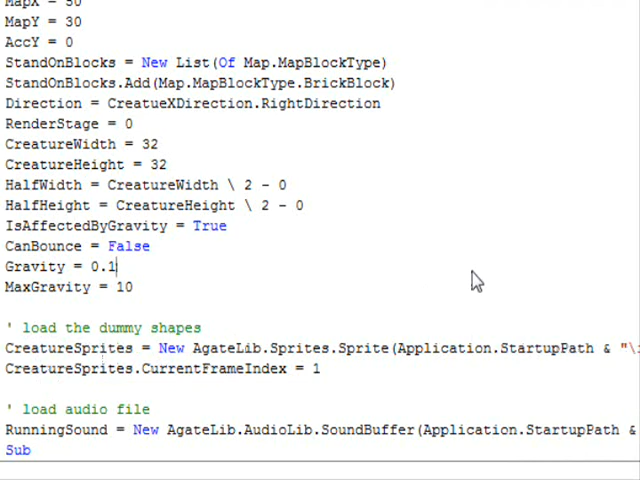 MapX = 50
MapY = 30
AccY = 0
StandOnBlocks = New List(Of Map.MapBlockType)
StandOnBlocks.Add(Map.MapBlockType.BrickBlock)
Direction = CreatueXDirection.RightDirection
RenderStage = 0
CreatureWidth = 32
CreatureHeight = 32
HalfWidth = CreatureWidth \ 2 - 0
HalfHeight = CreatureHeight \ 2 - 0
IsAffectedByGravity = True
CanBounce = False
Gravity = 0.1
MaxGravity = 10
' load the dummy shapes
CreatureSprites = New AgateLib.Sprites.Sprite(Application.StartupPath & "\
CreatureSprites.CurrentFrameIndex = 1
' load audio file
RunningSound = New AgateLib.AudioLib.SoundBuffer(Application.StartupPath &
Sub